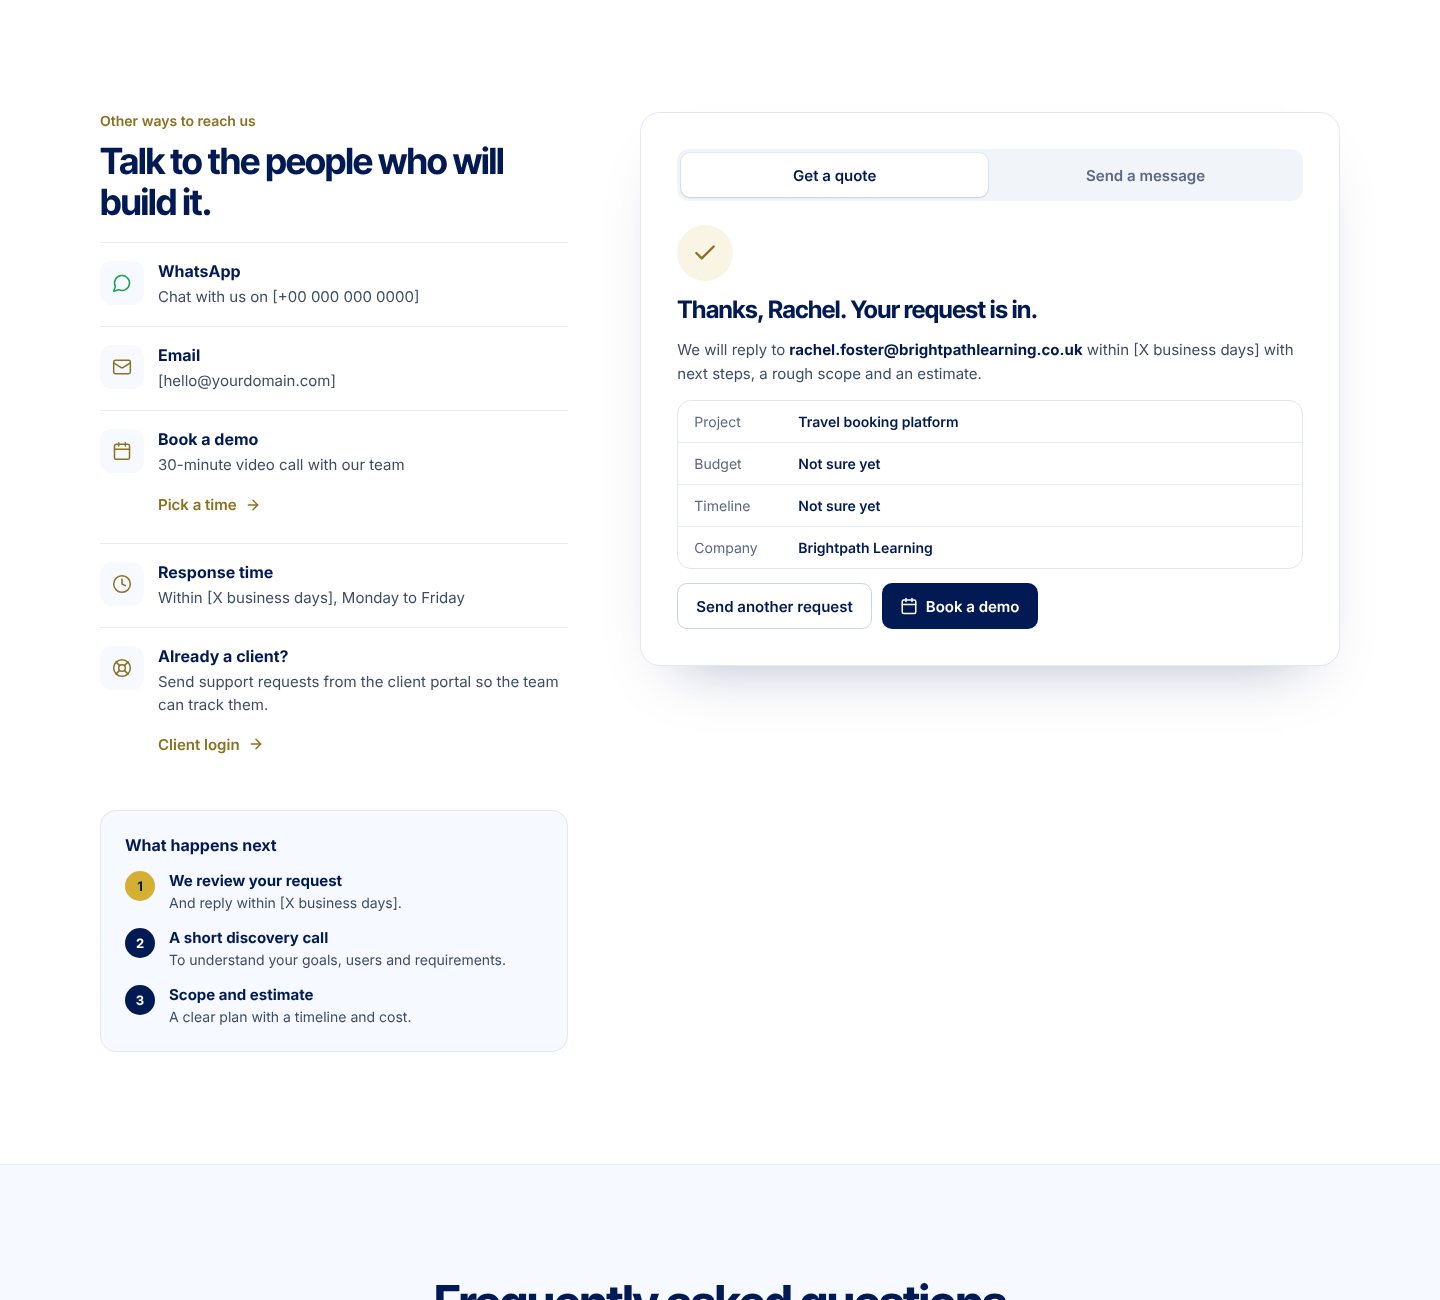 Other ways to reach us
Talk to the people who will
build it.
WhatsApp
Chat with us on [+00 000 000 0000]
Email
[hello@yourdomain.com]
Book a demo
30-minute video call with our team
Pick a time
Response time
Within [X business days], Monday to Friday
Already a client?
Send support requests from the client portal so the team
can track them.
Client login
What happens next
1
We review your request
And reply within [X business days].
2
A short discovery call
To understand your goals, users and requirements.
3
Scope and estimate
A clear plan with a timeline and cost.
Get a quote
Send a message
Thanks, Rachel. Your request is in.
We will reply to rachel.foster@brightpathlearning.co.uk within [X business days] with
next steps, a rough scope and an estimate.
Project Travel booking platform
Budget Not sure yet
Timeline Not sure yet
Company Brightpath Learning
Send another request
Book a demo
Frequently asked questions